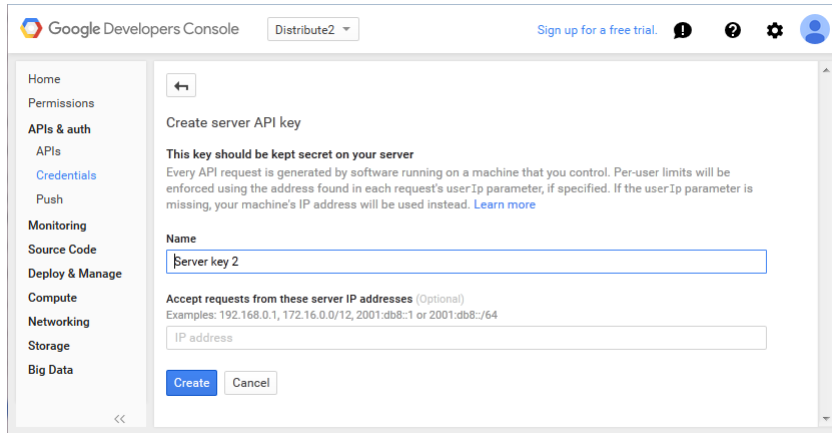 Google Developers Console
Distribute2
Sign up for a free trial.
Home
Permissions
APIs & auth
APIs
Credentials
Push
Monitoring
Source Code
Deploy & Manage
Compute
Networking
Storage
Big Data
<<
Create server API key
This key should be kept secret on your server
Every API request is generated by software running on a machine that you control. Per-user limits will be
enforced using the address found in each request's userIp parameter, if specified. If the userIp parameter is
missing, your machine's IP address will be used instead. Learn more
Name
Server key 2
Accept requests from these server IP addresses (Optional)
Examples: 192.168.0.1, 172.16.0.0/12, 2001:db8::1 or 2001:db8::/64
IP address
Create Cancel